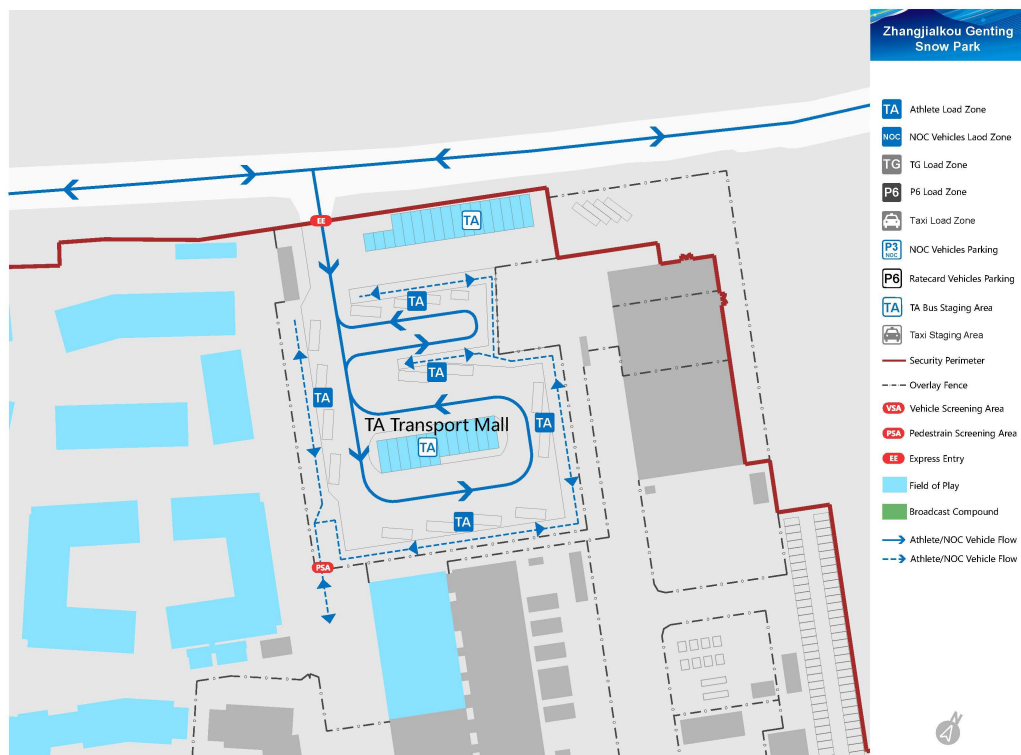 Zhangjialkou Genting
Snow Park
TA Athlete Load Zone
NOC NOC Vehicles Laod Zone
TG TG Load Zone
P6 P6 Load Zone
Taxi Load Zone
P3
NOC
NOC Vehicles Parking
P6 Ratecard Vehicles Parking
TA TA Bus Staging Area
Taxi Staging Area
Security Perimeter
Overlay Fence
VSA Vehicle Screening Area
PSA Pedestrain Screening Area
EE Express Entry
Field of Play
Broadcast Compound
Athlete/NOC Vehicle Flow
Athlete/NOC Vehicle Flow
EE
TA
TA
TA
TA
TA Transport Mall
TA
TA
TA
PSA
N